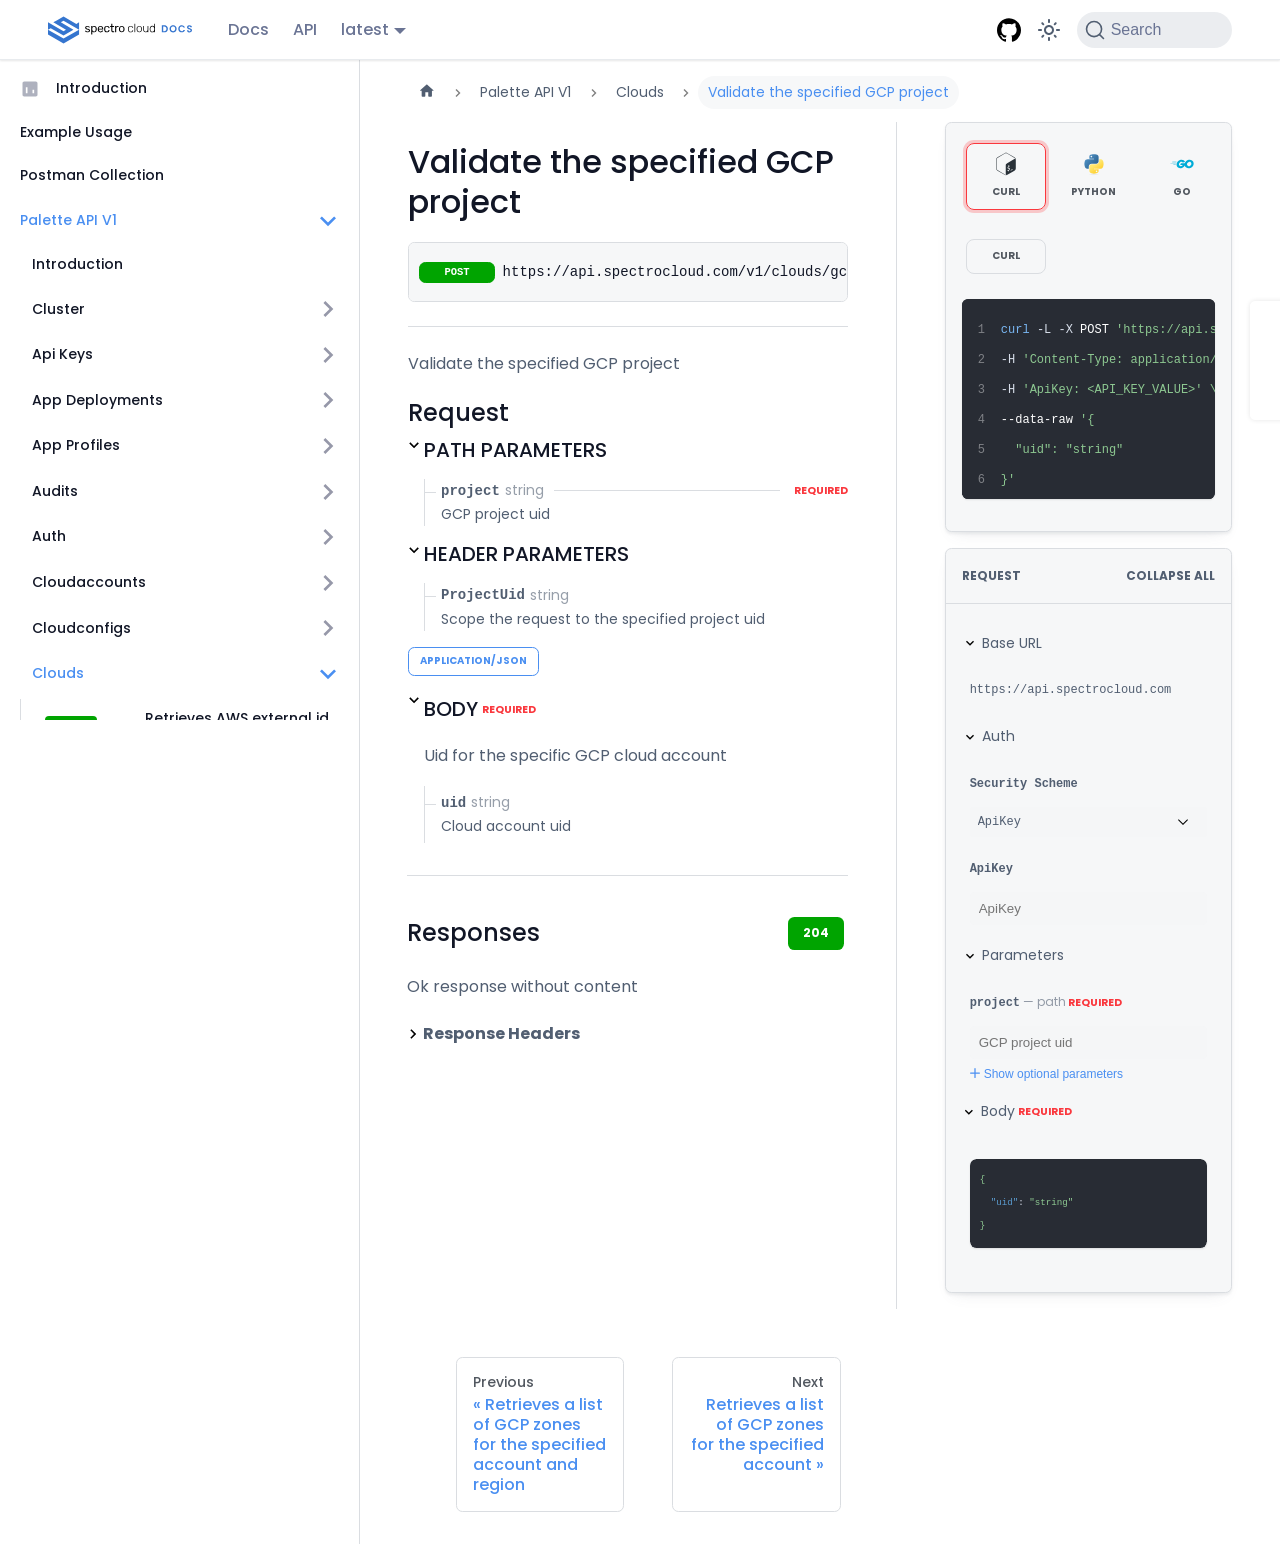 spectro cloud DOCS
Docs
API
latest
Search
Introduction
Example Usage
Postman Collection
Palette API V1
Introduction
Cluster
Api Keys
App Deployments
App Profiles
Audits
Auth
Cloudaccounts
Cloudconfigs
Clouds
Retrieves AWS external id
Palette API V1
Clouds
Validate the specified GCP project
Validate the specified GCP
project
POST https://api.spectrocloud.com/v1/clouds/gc
Validate the specified GCP project
Request
PATH PARAMETERS
project string REQUIRED
GCP project uid
HEADER PARAMETERS
ProjectUid string
Scope the request to the specified project uid
APPLICATION/JSON
BODY REQUIRED
Uid for the specific GCP cloud account
uid string
Cloud account uid
Responses
204
Ok response without content
Response Headers
CURL
PYTHON
GO
CURL
1 curl -L -X POST 'https://api.s
2 -H 'Content-Type: application/
3 -H 'ApiKey: <API_KEY_VALUE>' \
4 --data-raw '{
5 "uid": "string"
6 }'
REQUEST COLLAPSE ALL
Base URL
https://api.spectrocloud.com
Auth
Security Scheme
ApiKey
ApiKey
ApiKey
Parameters
project — path REQUIRED
GCP project uid
Show optional parameters
Body REQUIRED
{
"uid": "string"
}
Previous
« Retrieves a list
of GCP zones
for the specified
account and
region
Next
Retrieves a list
of GCP zones
for the specified
account »